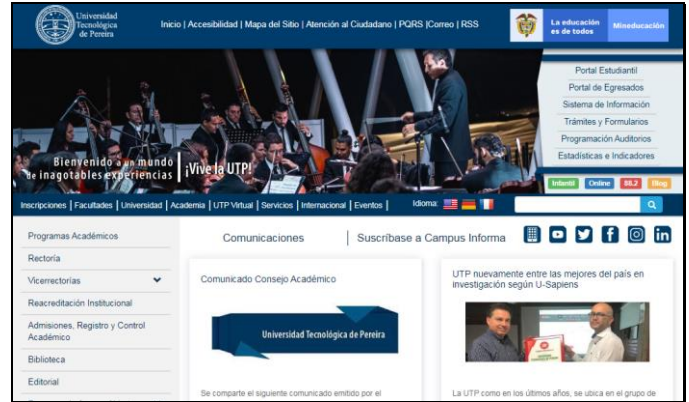 Universidad
Tecnológica
de Pereira
Inicio | Accesibilidad | Mapa del Sitio | Atención al Ciudadano | PQRS |Correo | RSS
La educación
es de todos
Mineducación
Portal Estudiantil
Portal de Egresados
Sistema de Información
Trámites y Formularios
Programación Auditorios
Estadísticas e Indicadores
Bienvenido a un mundo
de inagotables experiencias
¡Vive la UTP!
Infantil Online 88.2 Blog
Inscripciones | Facultades | Universidad | Academia | UTP Virtual | Servicios | Internacional | Eventos |
Idioma:
Programas Académicos
Rectoría
Vicerrectorías
Reacreditación Institucional
Admisiones, Registro y Control
Académico
Biblioteca
Editorial
Comunicaciones | Suscríbase a Campus Informa
Comunicado Consejo Académico
Universidad Tecnológica de Pereira
Se comparte el siguiente comunicado emitido por el
UTP nuevamente entre las mejores del país en
investigación según U-Sapiens
La UTP como en los últimos años, se ubica en el grupo de